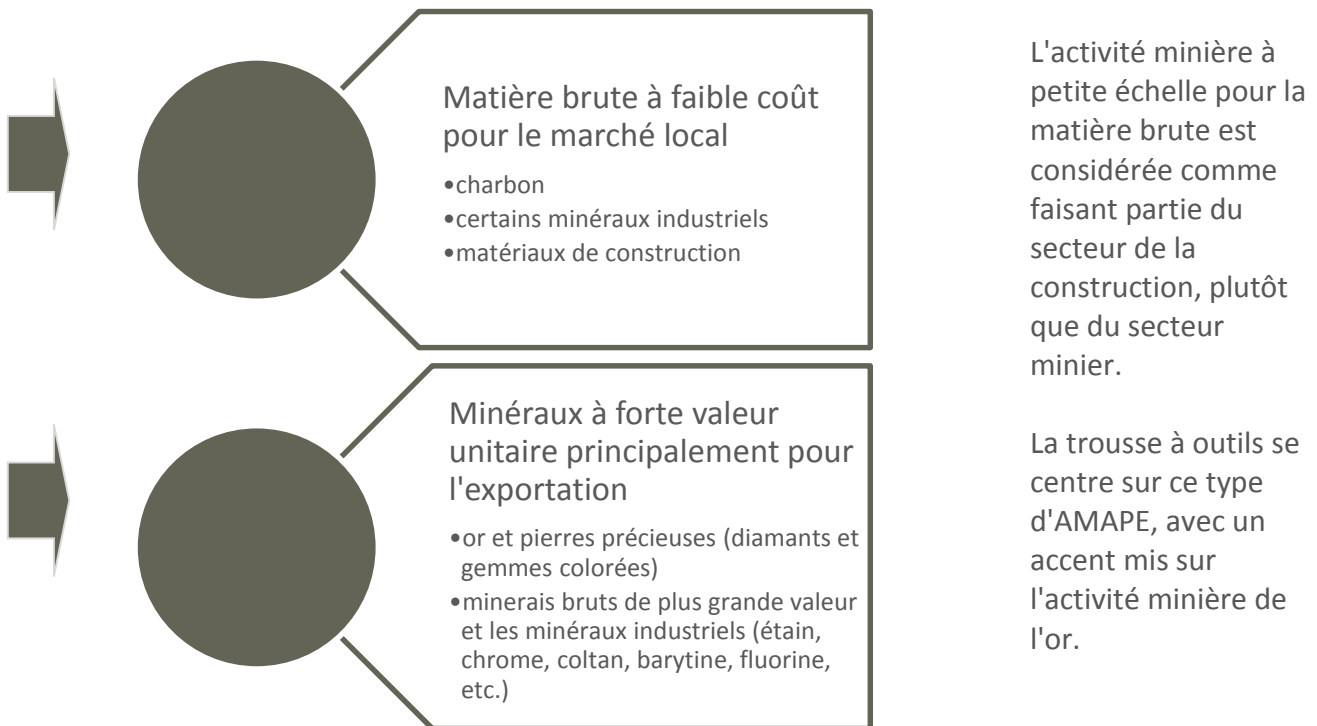 Matière brute à faible coût
pour le marché local
•charbon
•certains minéraux industriels
•matériaux de construction
L'activité minière à
petite échelle pour la
matière brute est
considérée comme
faisant partie du
secteur de la
construction, plutôt
que du secteur
minier.
Minéraux à forte valeur
unitaire principalement pour
l'exportation
•or et pierres précieuses (diamants et
gemmes colorées)
•minerais bruts de plus grande valeur
et les minéraux industriels (étain,
chrome, coltan, barytine, fluorine,
etc.)
La trousse à outils se
centre sur ce type
d'AMAPE, avec un
accent mis sur
l'activité minière de
l'or.